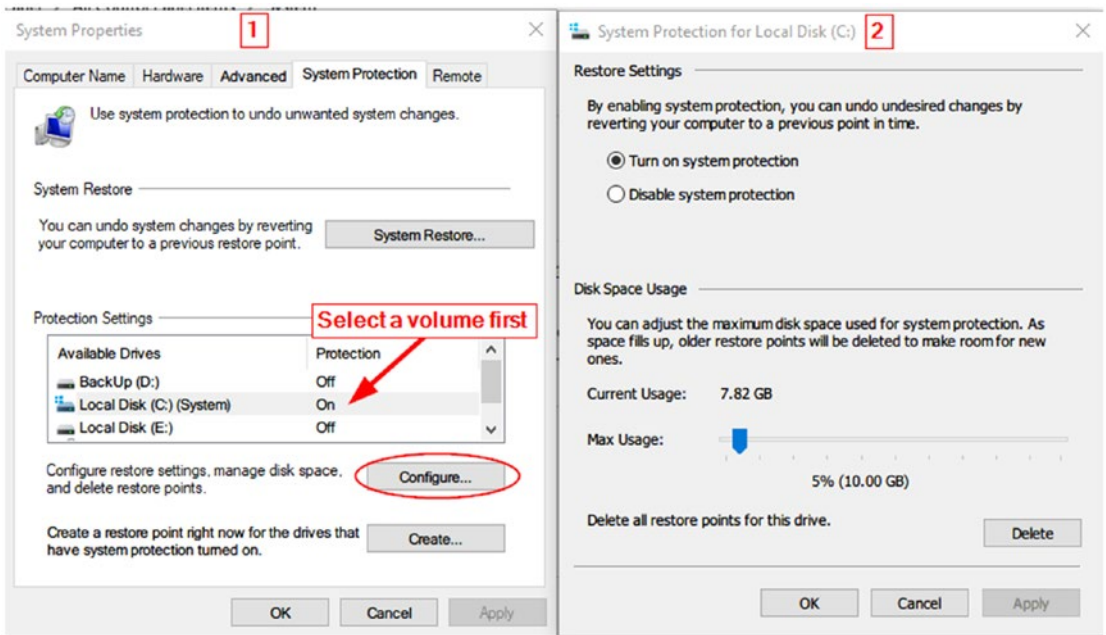 System Properties
1
Computer Name Hardware Advanced System Protection Remote
Use system protection to undo unwanted system changes.
System Restore
You can undo system changes by reverting
your computer to a previous restore point.
System Restore...
Protection Settings
Select a volume first
Available Drives Protection
BackUp (D:) Off
Local Disk (C:) (System) On
Local Disk (E:) Off
Configure restore settings, manage disk space,
and delete restore points.
Configure...
Create a restore point right now for the drives that
have system protection turned on.
Create...
OK Cancel Apply
System Protection for Local Disk (C:)
2
Restore Settings
By enabling system protection, you can undo undesired changes by
reverting your computer to a previous point in time.
Turn on system protection
Disable system protection
Disk Space Usage
You can adjust the maximum disk space used for system protection. As
space fills up, older restore points will be deleted to make room for new
ones.
Current Usage: 7.82 GB
Max Usage:
5% (10.00 GB)
Delete all restore points for this drive.
Delete
OK Cancel Apply